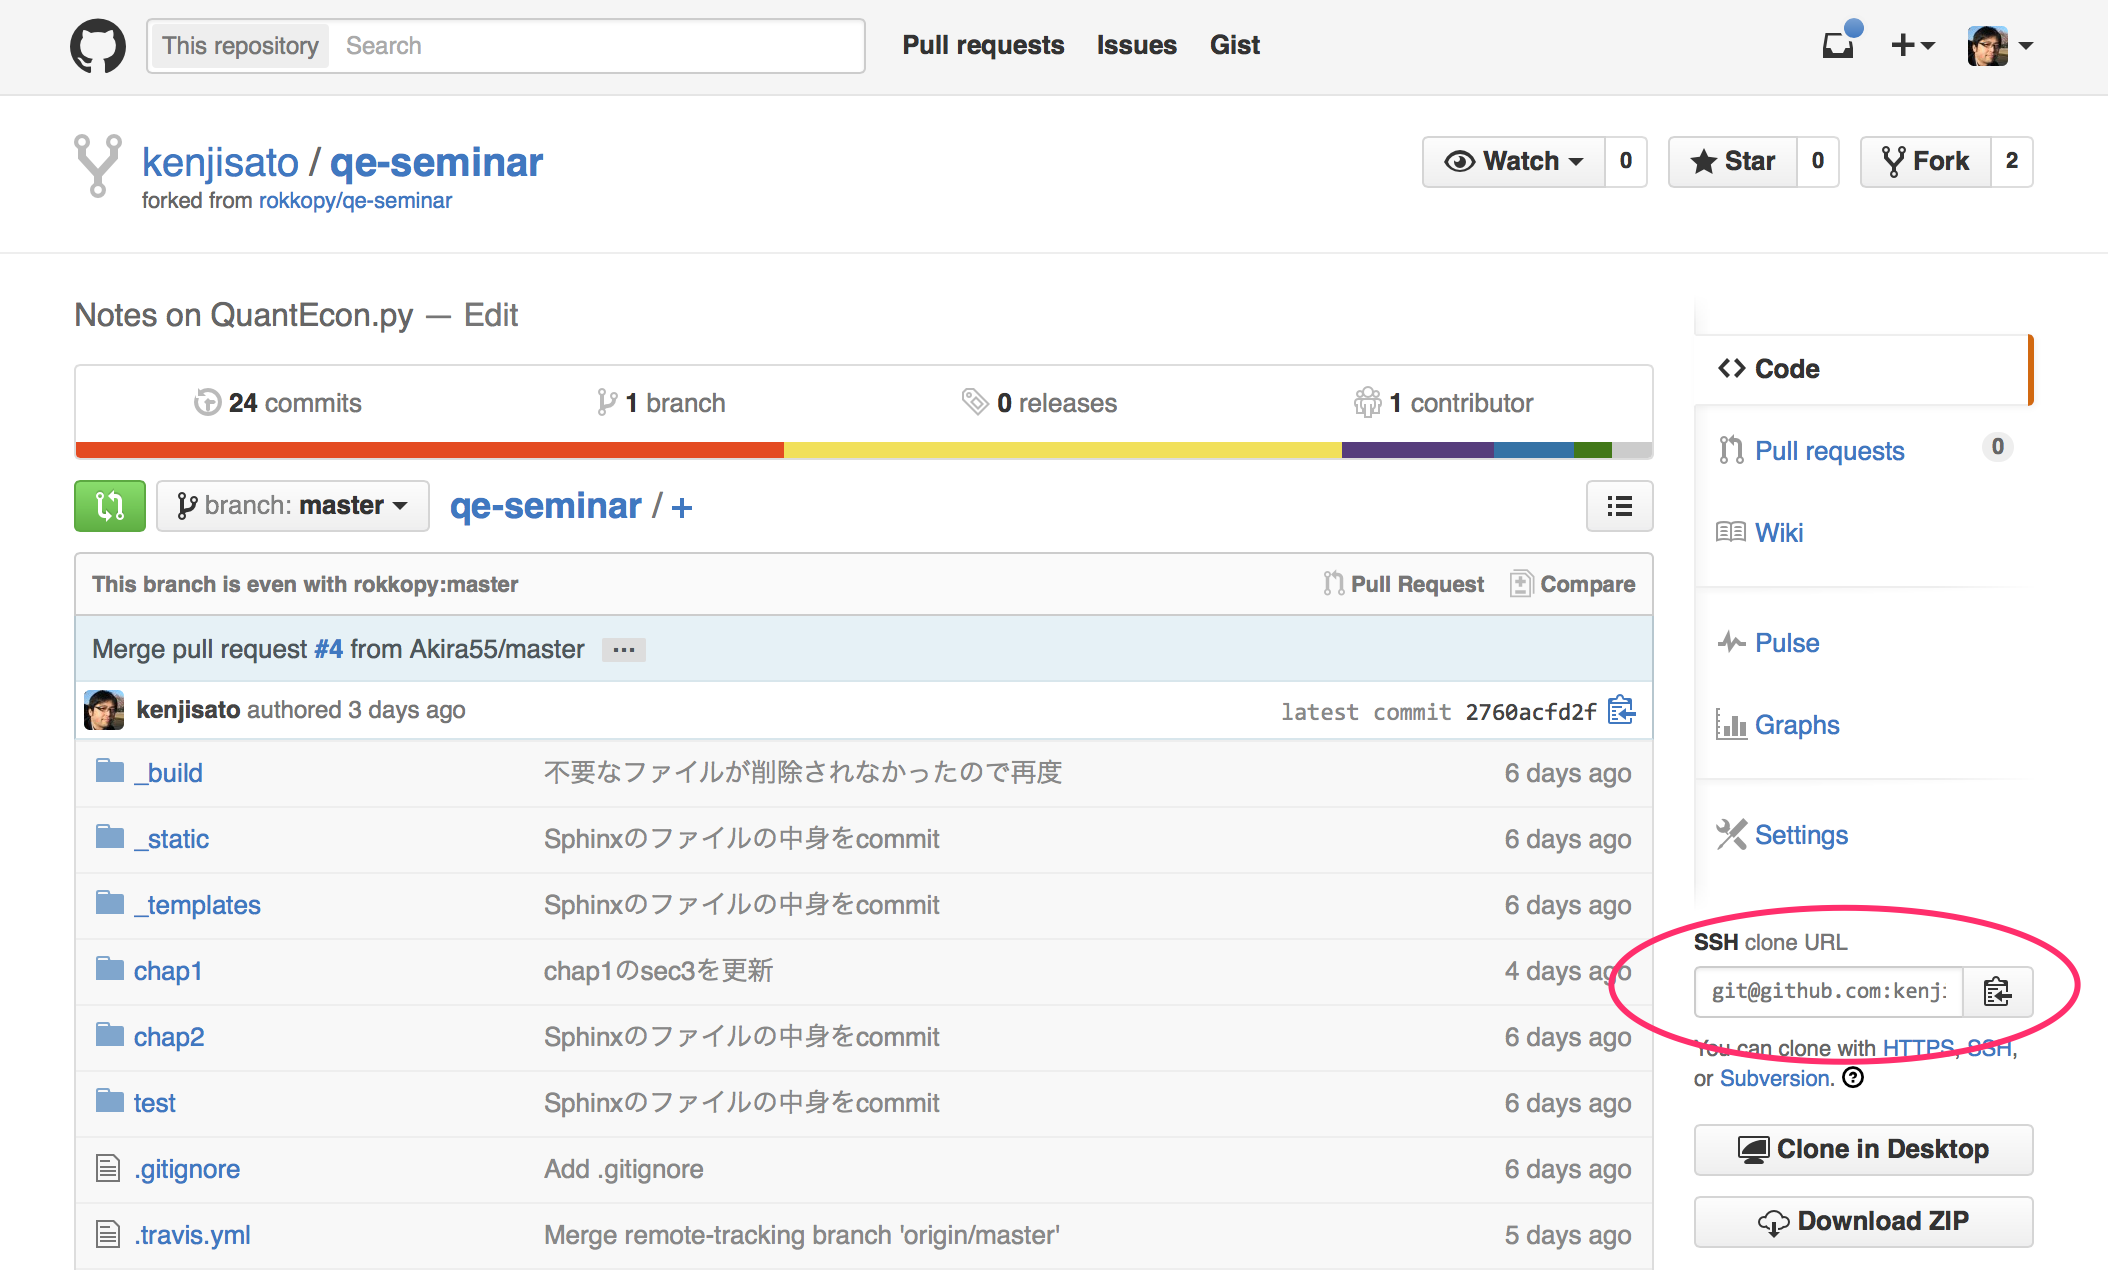 This repository Search Pull requests Issues Gist
kenjisato / qe-seminar
forked from rokkopy/qe-seminar
Watch 0 Star 0 Fork 2
Notes on QuantEcon.py — Edit
24 commits 1 branch 0 releases 1 contributor
branch: master qe-seminar / +
This branch is even with rokkopy:master Pull Request Compare
Merge pull request #4 from Akira55/master ...
kenjisato authored 3 days ago latest commit 2760acfd2f
_build 不要なファイルが削除されなかったので再度 6 days ago
_static Sphinxのファイルの中身をcommit 6 days ago
_templates Sphinxのファイルの中身をcommit 6 days ago
chap1 chap1のsec3を更新 4 days ago
chap2 Sphinxのファイルの中身をcommit 6 days ago
test Sphinxのファイルの中身をcommit 6 days ago
.gitignore Add .gitignore 6 days ago
.travis.yml Merge remote-tracking branch 'origin/master' 5 days ago
Code
Pull requests 0
Wiki
Pulse
Graphs
Settings
SSH clone URL
git@github.com:kenji
You can clone with HTTPS, SSH,
or Subversion.
Clone in Desktop
Download ZIP